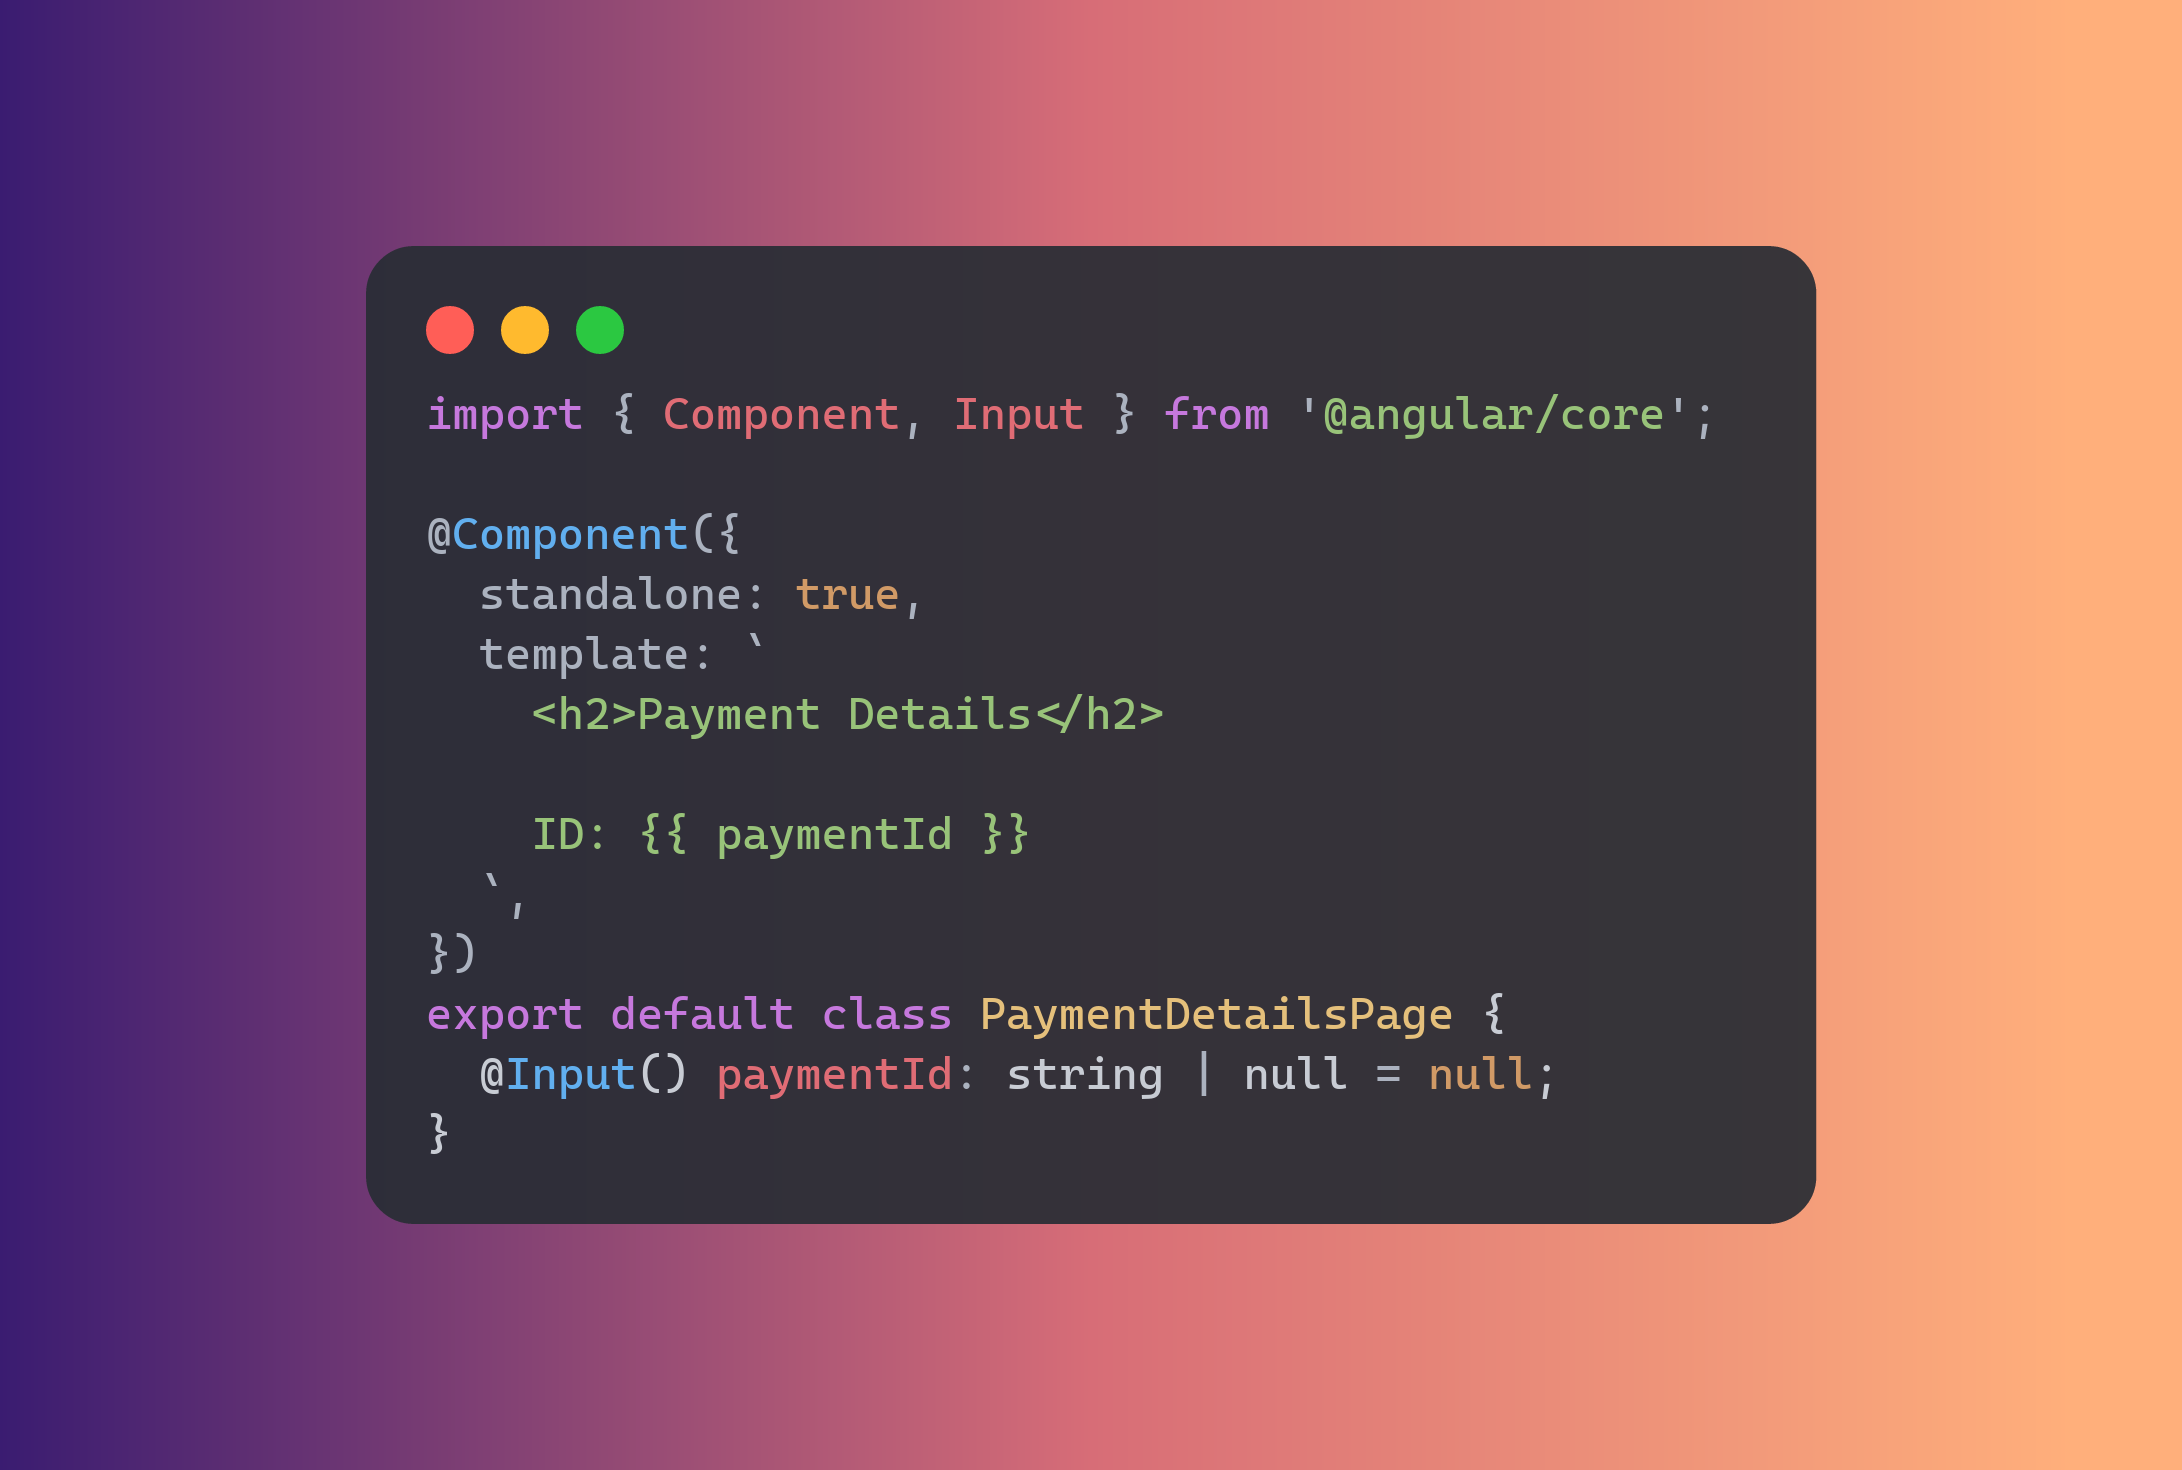 import { Component, Input } from '@angular/core';

@Component({
  standalone: true,
  template: `
    <h2>Payment Details</h2>

    ID: {{ paymentId }}
  `,
})
export default class PaymentDetailsPage {
  @Input() paymentId: string | null = null;
}